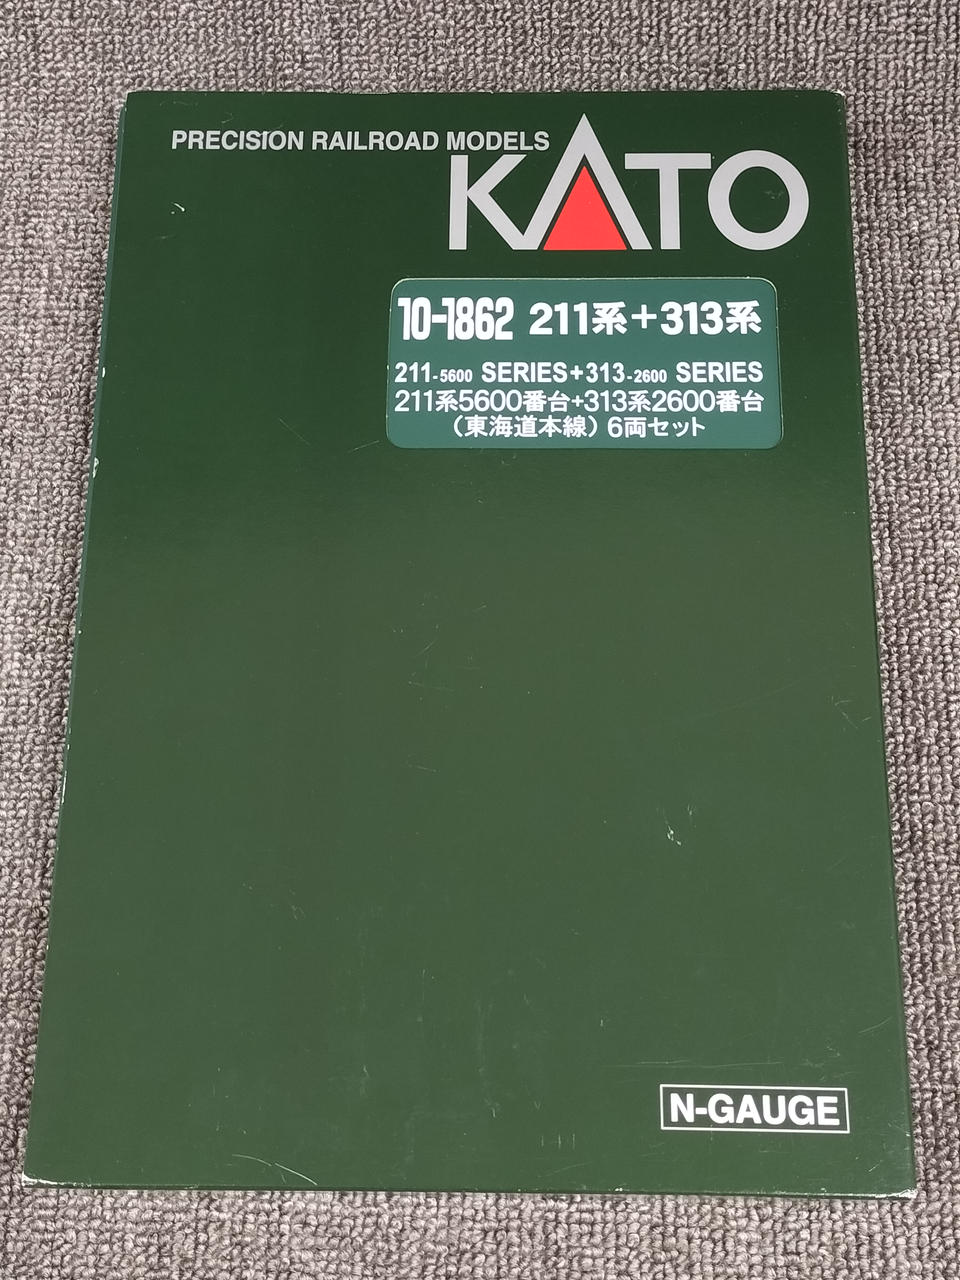 PRECISION RAILROAD MODELS
KATO
10-1862 211系+313系
211-5600 SERIES+313-2600 SERIES
211系5600番台+313系2600番台
(東海道本線) 6両セット
N-GAUGE